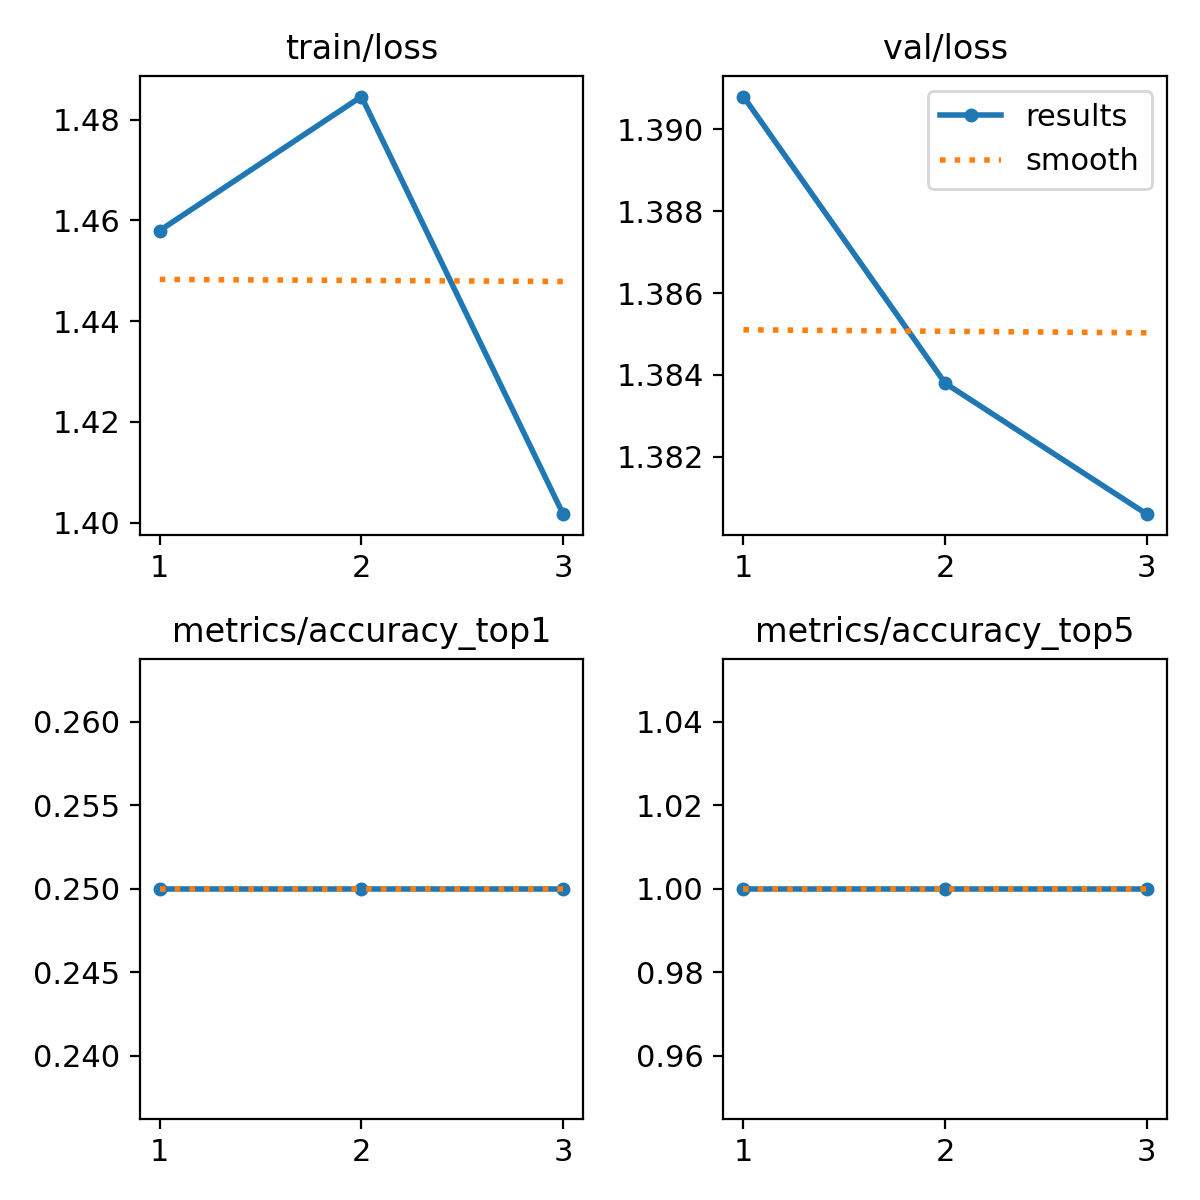 train/loss
1.48
1.46
1.44
1.42
1.40
1 2 3
val/loss
results
smooth
1.390
1.388
1.386
1.384
1.382
1 2 3
metrics/accuracy_top1
0.260
0.255
0.250
0.245
0.240
1 2 3
metrics/accuracy_top5
1.04
1.02
1.00
0.98
0.96
1 2 3